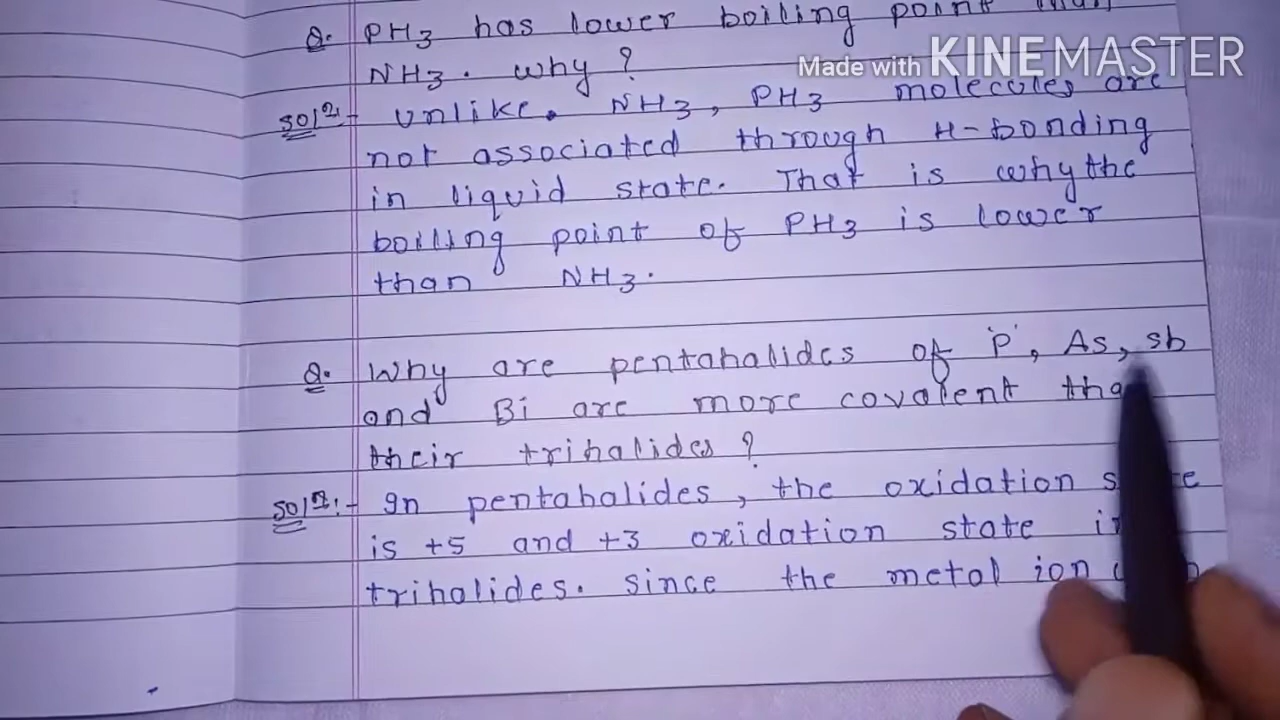 Q. PH3 has lower boiling point than
Made with KINEMASTER
NH3. Why ?
Sol n:- Unlike. NH3, PH3 molecules are
not associated through H-bonding
in liquid state. That is why the
boiling point of PH3 is lower
than NH3.
Q. Why are pentahalides of 'P', As, Sb
and Bi are more covalent tha
their trihalides ?
Sol n:- In pentahalides, the oxidation
is +5 and +3 oxidation state
trihalides. Since the metal ion